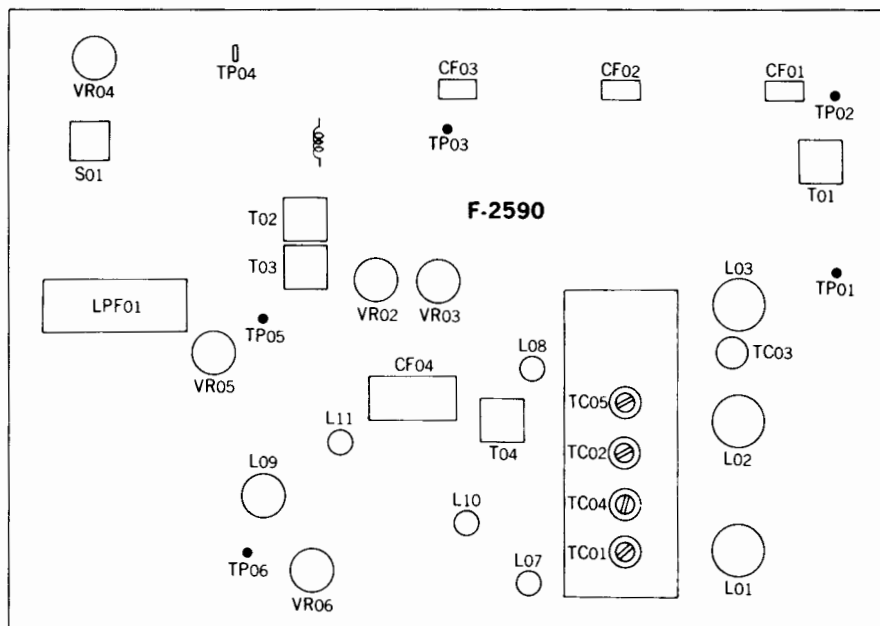 CF03
CF02
CF01
TP04
VR04
TP02
TP03
S01
T01
T02
F-2590
T03
L03
TP01
LPF01
VR02
VR03
TP05
L08
TC03
CF04
VR05
TC05
L11
T04
TC02
L02
L09
TC04
L10
TC01
TP06
L07
L01
VR06